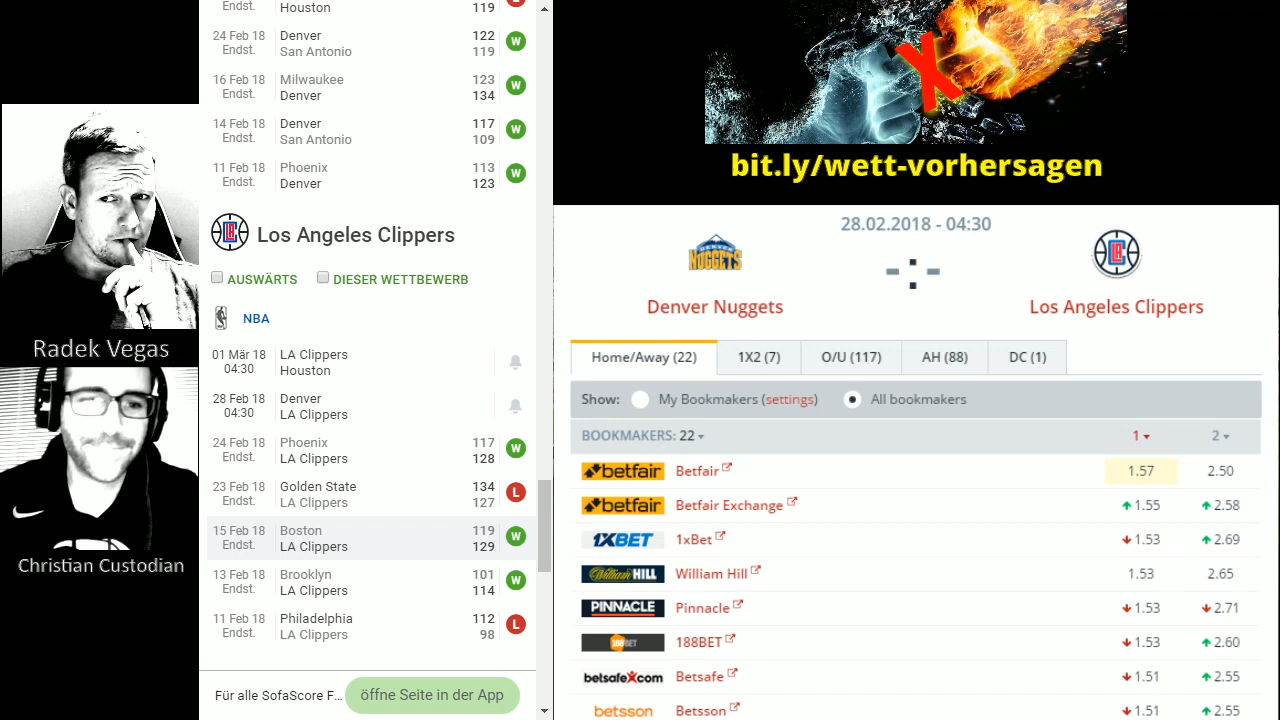 Endst.
Houston
119
L
24 Feb 18
Endst.
Denver
122
San Antonio
119
W
16 Feb 18
Endst.
Milwaukee
123
Denver
134
W
14 Feb 18
Endst.
Denver
117
San Antonio
109
W
11 Feb 18
Endst.
Phoenix
113
Denver
123
W
Los Angeles Clippers
AUSWÄRTS
DIESER WETTBEWERB
NBA
01 Mär 18
04:30
LA Clippers
Houston
28 Feb 18
04:30
Denver
LA Clippers
24 Feb 18
Endst.
Phoenix
117
LA Clippers
128
W
23 Feb 18
Endst.
Golden State
134
LA Clippers
127
L
15 Feb 18
Endst.
Boston
119
LA Clippers
129
W
13 Feb 18
Endst.
Brooklyn
101
LA Clippers
114
W
11 Feb 18
Endst.
Philadelphia
112
LA Clippers
98
L
Für alle SofaScore F...
öffne Seite in der App
Radek Vegas
Christian Custodian
X
bit.ly/wett-vorhersagen
28.02.2018 - 04:30
DENVER
NUGGETS
- : -
Denver Nuggets
Los Angeles Clippers
Home/Away (22)
1X2 (7)
O/U (117)
AH (88)
DC (1)
Show:
My Bookmakers (settings)
All bookmakers
BOOKMAKERS: 22
1
2
betfair
Betfair
1.57
2.50
betfair
Betfair Exchange
1.55
2.58
1XBET
1xBet
1.53
2.69
William HILL
William Hill
1.53
2.65
PINNACLE
Pinnacle
1.53
2.71
188BET
188BET
1.53
2.60
betsafe.com
Betsafe
1.51
2.55
betsson
Betsson
1.51
2.55